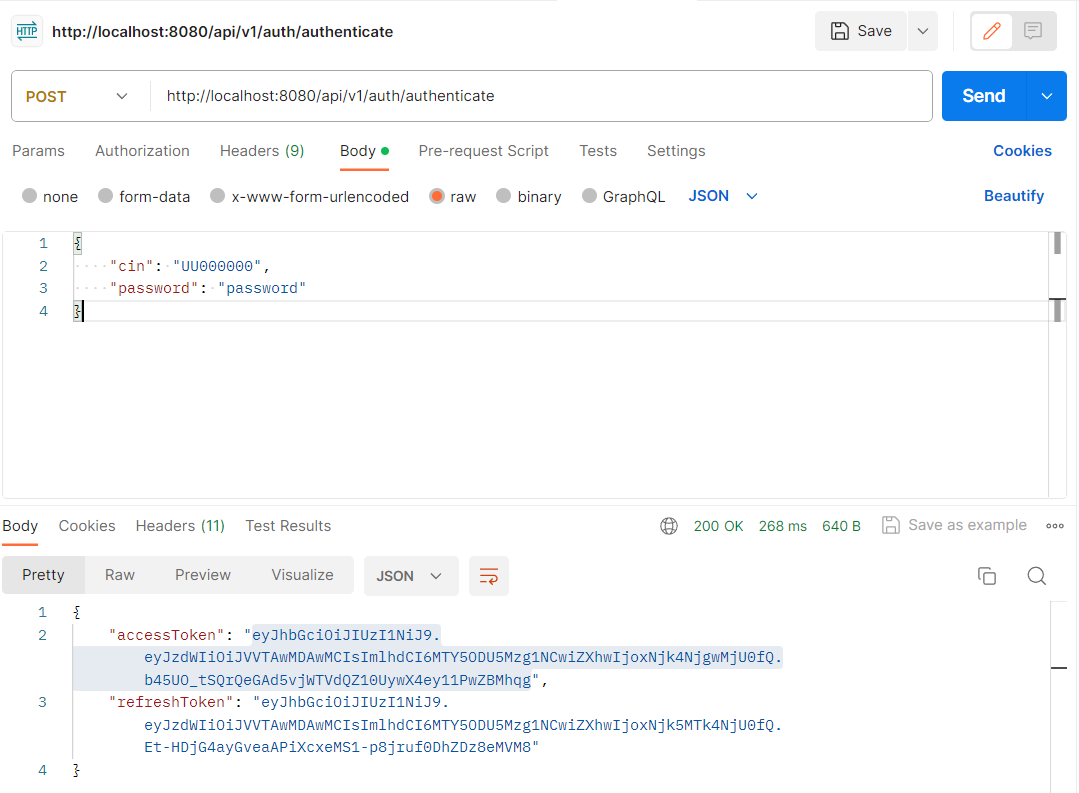 HTTP http://localhost:8080/api/v1/auth/authenticate Save
POST http://localhost:8080/api/v1/auth/authenticate Send
Params Authorization Headers (9) Body Pre-request Script Tests Settings Cookies
none form-data x-www-form-urlencoded raw binary GraphQL JSON Beautify
1 {
2 "cin": "UU000000",
3 "password": "password"
4 }
Body Cookies Headers (11) Test Results 200 OK 268 ms 640 B Save as example
Pretty Raw Preview Visualize JSON
1 {
2 "accessToken": "eyJhbGciOiJIUzI1NiJ9.
eyJzdWIiOiJVVTAwMDAwMCIsImlhdCI6MTY5ODU5Mzg1NCwiZXhwIjoxNjk4NjgwMjU0fQ.
b45UO_tSQrQeGAd5vjWTVdQZ10UywX4ey11PwZBMhqg",
3 "refreshToken": "eyJhbGciOiJIUzI1NiJ9.
eyJzdWIiOiJVVTAwMDAwMCIsImlhdCI6MTY5ODU5Mzg1NCwiZXhwIjoxNjk5MTk4NjU0fQ.
Et-HDjG4ayGveaAPiXcxeMS1-p8jruf0DhZDz8eMVM8"
4 }